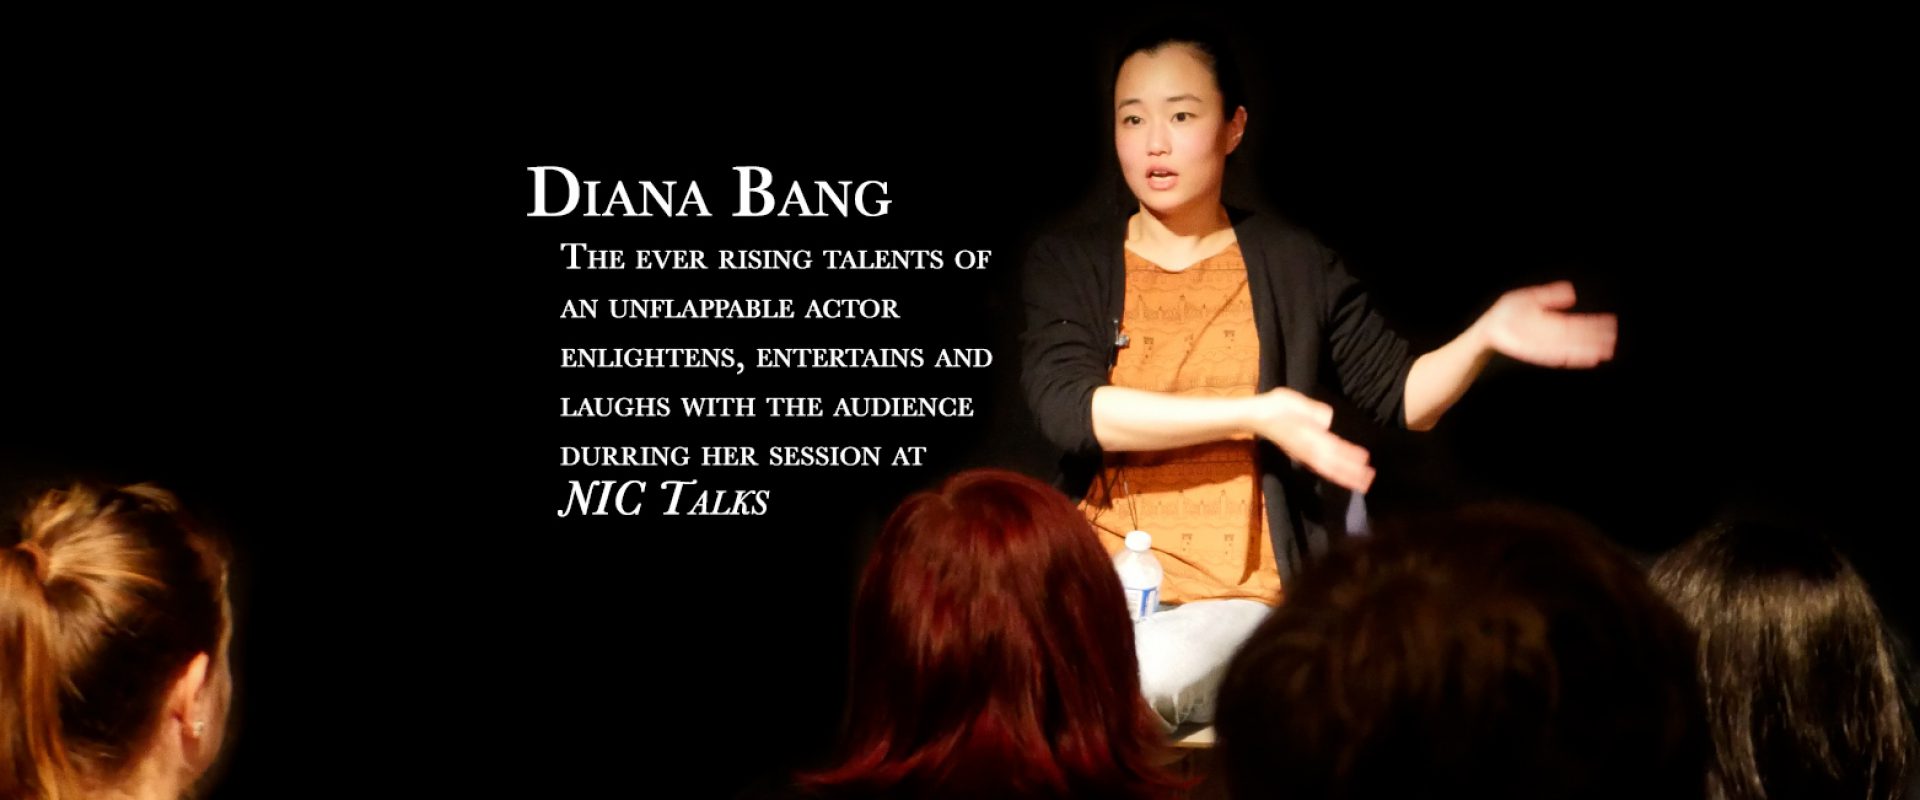 Diana Bang
The ever rising talents of
an unflappable actor
enlightens, entertains and
laughs with the audience
durring her session at
NIC Talks